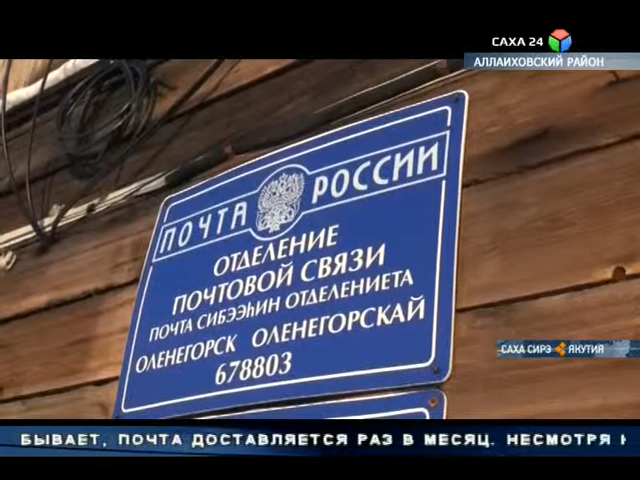 САХА 24
АЛЛАИХОВСКИЙ РАЙОН
ПОЧТА РОССИИ
ОТДЕЛЕНИЕ
ПОЧТОВОЙ СВЯЗИ
ПОЧТА СИБЭЭҺИН ОТДЕЛЕНИЕТА
ОЛЕНЕГОРСК ОЛЕНЕГОРСКАЙ
678803
САХА СИРЭ ЯКУТИЯ
БЫВАЕТ, ПОЧТА ДОСТАВЛЯЕТСЯ РАЗ В МЕСЯЦ. НЕСМОТРЯ